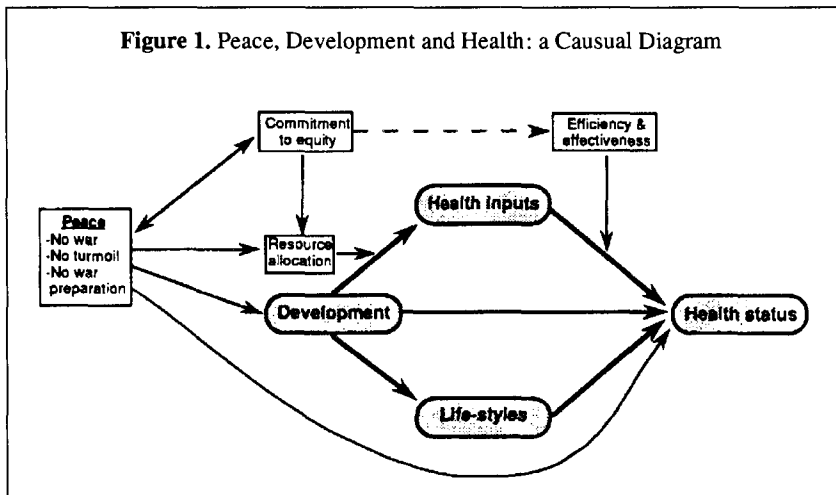 Figure 1. Peace, Development and Health: a Causual Diagram
Commitment
to equity
Efficiency &
effectiveness
Health inputs
Peace
-No war
-No turmoil
-No war
preparation
Resource
allocation
Development
Health status
Life-styles